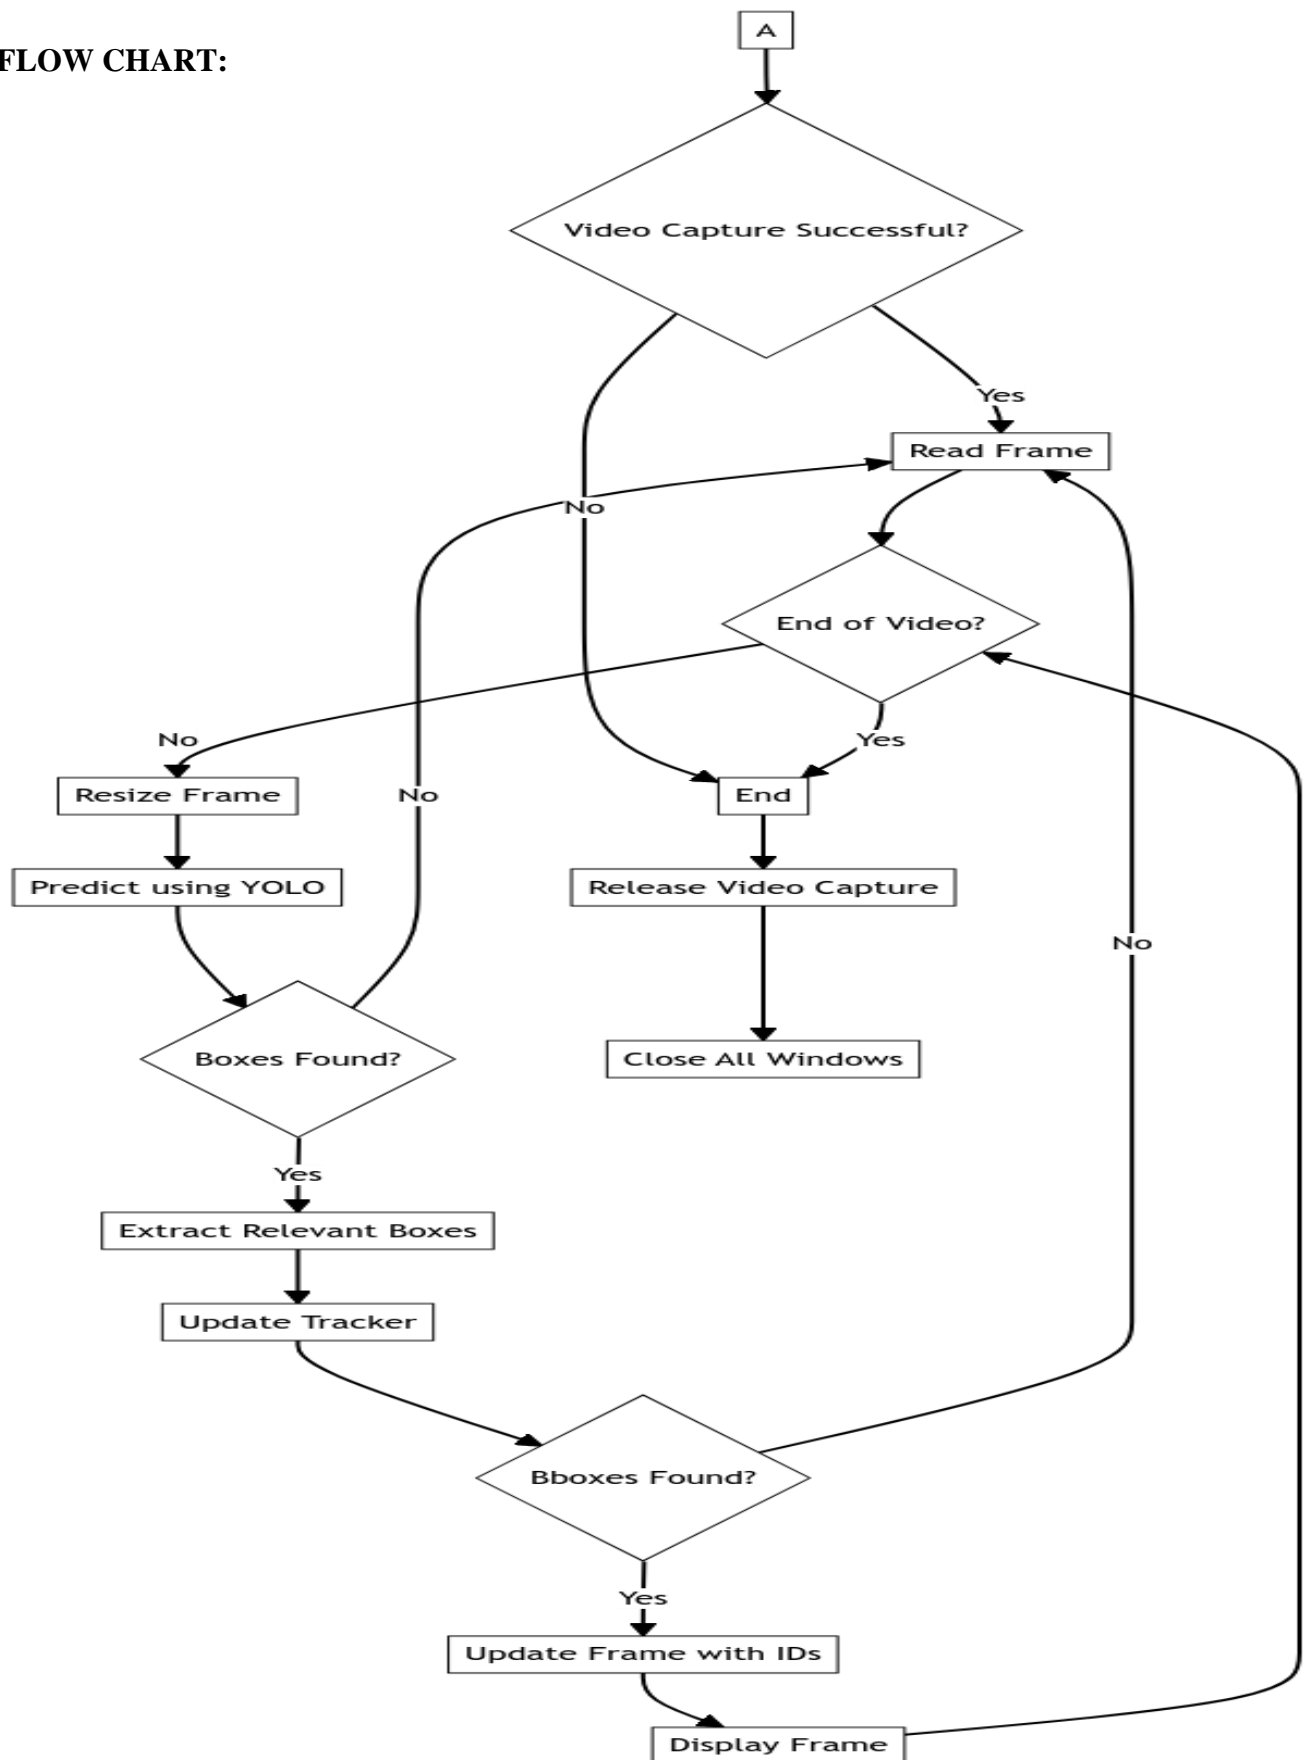 A
FLOW CHART:
Video Capture Successful?
Yes
Read Frame
No
End of Video?
No
Yes
Resize Frame
No
End
Predict using YOLO
Release Video Capture
No
Boxes Found?
Close All Windows
Yes
Extract Relevant Boxes
Update Tracker
Bboxes Found?
Yes
Update Frame with IDs
Display Frame